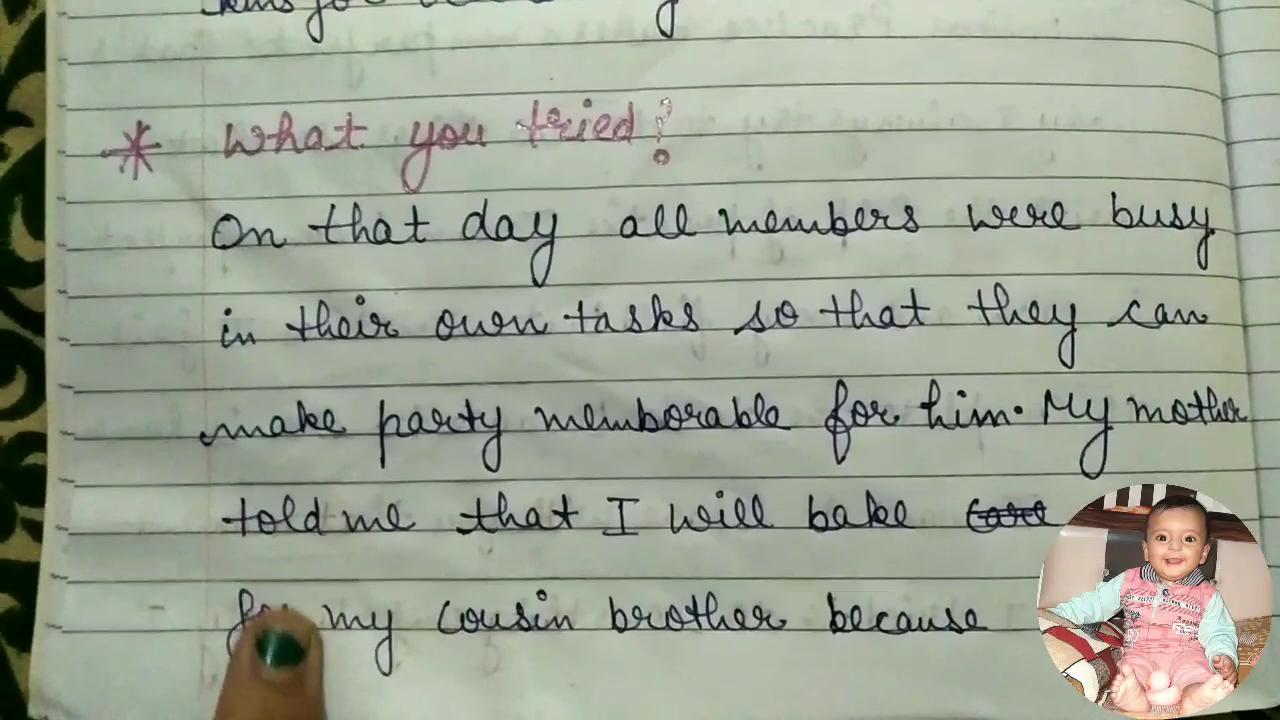 * What you tried!
On that day all members were busy
in their own tasks so that they can
make party memborable for him. My mother
told me that I will bake
for my cousin brother because